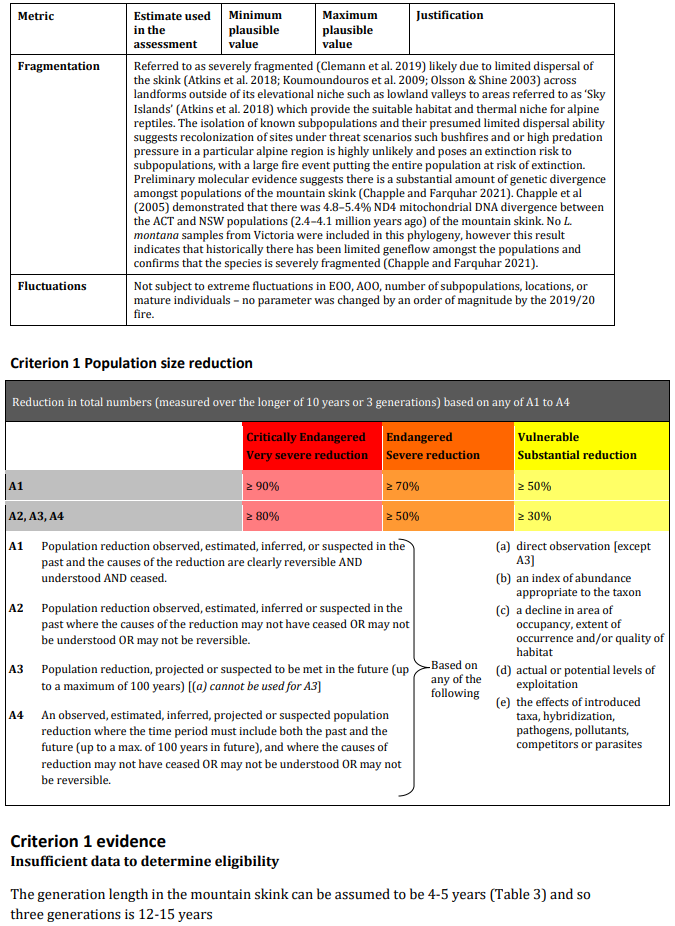 Metric
Estimate used
in the
assessment
Minimum
plausible
value
Maximum
plausible
value
Justification
Fragmentation
Referred to as severely fragmented (Clemann et al. 2019) likely due to limited dispersal of
the skink (Atkins et al. 2018; Koumoundouros et al. 2009; Olsson & Shine 2003) across
landforms outside of its elevational niche such as lowland valleys to areas referred to as ‘Sky
Islands’ (Atkins et al. 2018) which provide the suitable habitat and thermal niche for alpine
reptiles. The isolation of known subpopulations and their presumed limited dispersal ability
suggests recolonization of sites under threat scenarios such bushfires and or high predation
pressure in a particular alpine region is highly unlikely and poses an extinction risk to
subpopulations, with a large fire event putting the entire population at risk of extinction.
Preliminary molecular evidence suggests there is a substantial amount of genetic divergence
amongst populations of the mountain skink (Chapple and Farquhar 2021). Chapple et al
(2005) demonstrated that there was 4.8–5.4% ND4 mitochondrial DNA divergence between
the ACT and NSW populations (2.4–4.1 million years ago) of the mountain skink. No L.
montana samples from Victoria were included in this phylogeny, however this result
indicates that historically there has been limited geneflow amongst the populations and
confirms that the species is severely fragmented (Chapple and Farquhar 2021).
Fluctuations
Not subject to extreme fluctuations in EOO, AOO, number of subpopulations, locations, or
mature individuals – no parameter was changed by an order of magnitude by the 2019/20
fire.
Criterion 1 Population size reduction
Reduction in total numbers (measured over the longer of 10 years or 3 generations) based on any of A1 to A4
Critically Endangered
Very severe reduction
Endangered
Severe reduction
Vulnerable
Substantial reduction
A1 ≥ 90% ≥ 70% ≥ 50%
A2, A3, A4 ≥ 80% ≥ 50% ≥ 30%
A1 Population reduction observed, estimated, inferred, or suspected in the
past and the causes of the reduction are clearly reversible AND
understood AND ceased.
A2 Population reduction observed, estimated, inferred or suspected in the
past where the causes of the reduction may not have ceased OR may not
be understood OR may not be reversible.
A3 Population reduction, projected or suspected to be met in the future (up
to a maximum of 100 years) [(a) cannot be used for A3]
A4 An observed, estimated, inferred, projected or suspected population
reduction where the time period must include both the past and the
future (up to a max. of 100 years in future), and where the causes of
reduction may not have ceased OR may not be understood OR may not
be reversible.
Based on
any of the
following
(a) direct observation [except
A3]
(b) an index of abundance
appropriate to the taxon
(c) a decline in area of
occupancy, extent of
occurrence and/or quality of
habitat
(d) actual or potential levels of
exploitation
(e) the effects of introduced
taxa, hybridization,
pathogens, pollutants,
competitors or parasites
Criterion 1 evidence
Insufficient data to determine eligibility
The generation length in the mountain skink can be assumed to be 4-5 years (Table 3) and so
three generations is 12-15 years